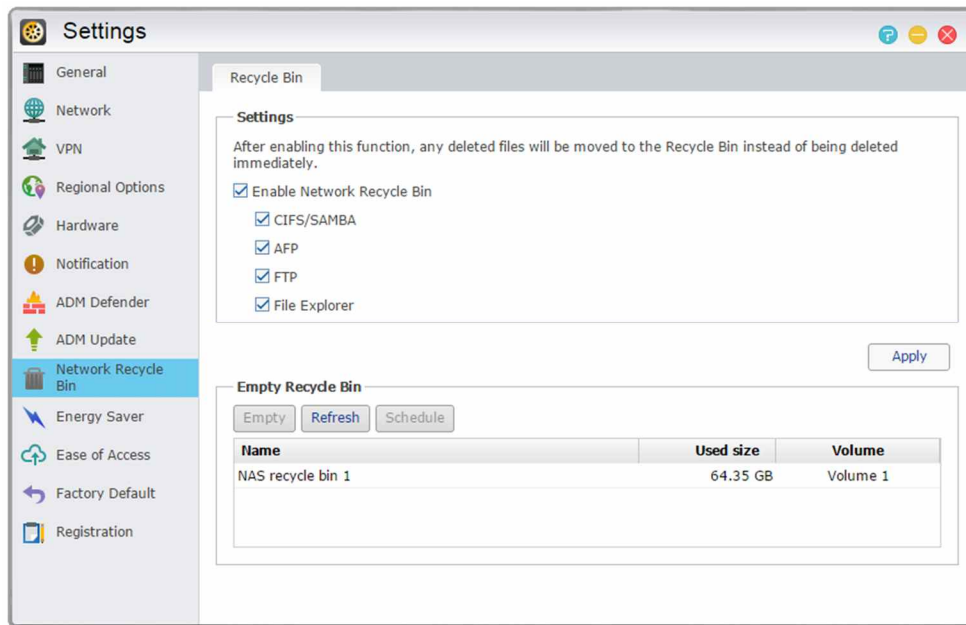 Settings
General
Network
VPN
Regional Options
Hardware
Notification
ADM Defender
ADM Update
Network Recycle
Bin
Energy Saver
Ease of Access
Factory Default
Registration
Recycle Bin
Settings
After enabling this function, any deleted files will be moved to the Recycle Bin instead of being deleted
immediately.
Enable Network Recycle Bin
CIFS/SAMBA
AFP
FTP
File Explorer
Apply
Empty Recycle Bin
Empty Refresh Schedule
Name Used size Volume
NAS recycle bin 1 64.35 GB Volume 1